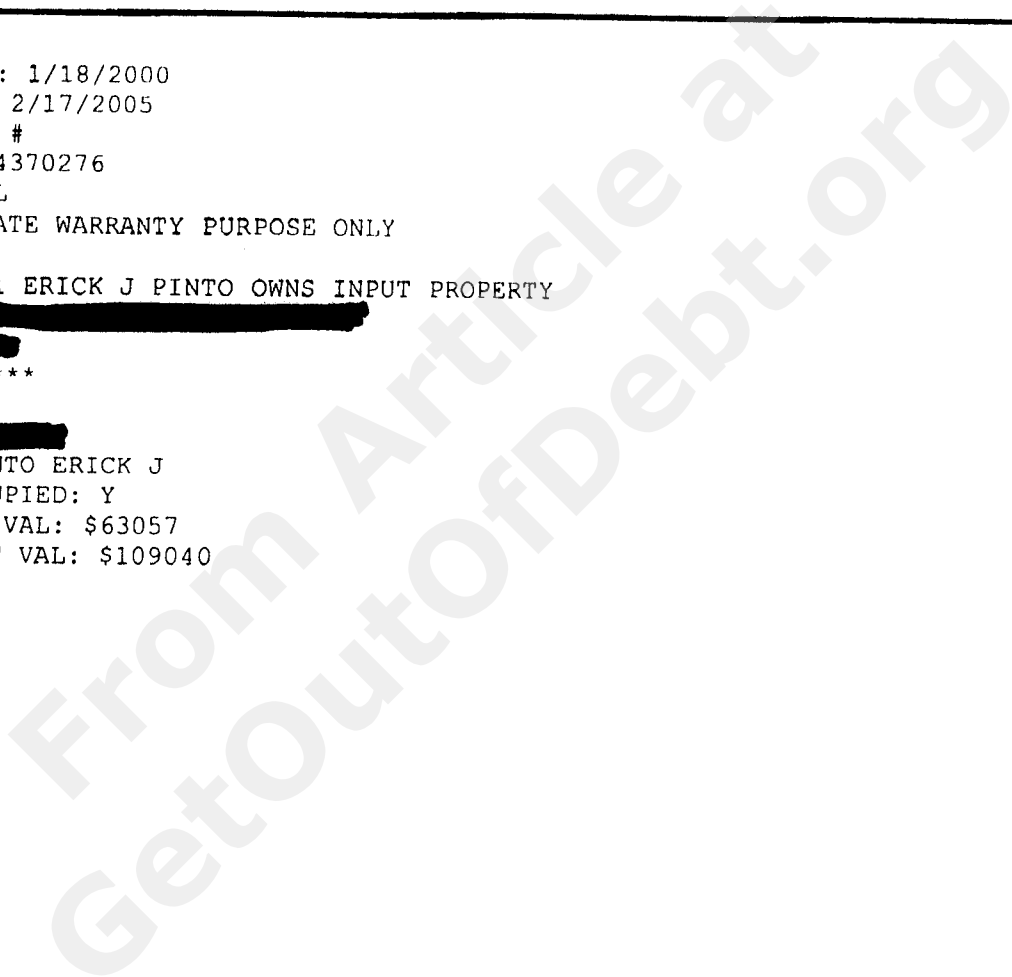 : 1/18/2000
2/17/2005
#
4370276
L
ATE WARRANTY PURPOSE ONLY
ERICK J PINTO OWNS INPUT PROPERTY
***
NTO ERICK J
UPIED: Y
VAL: $63057
VAL: $109040
From Article at
GetOutOfDebt.org